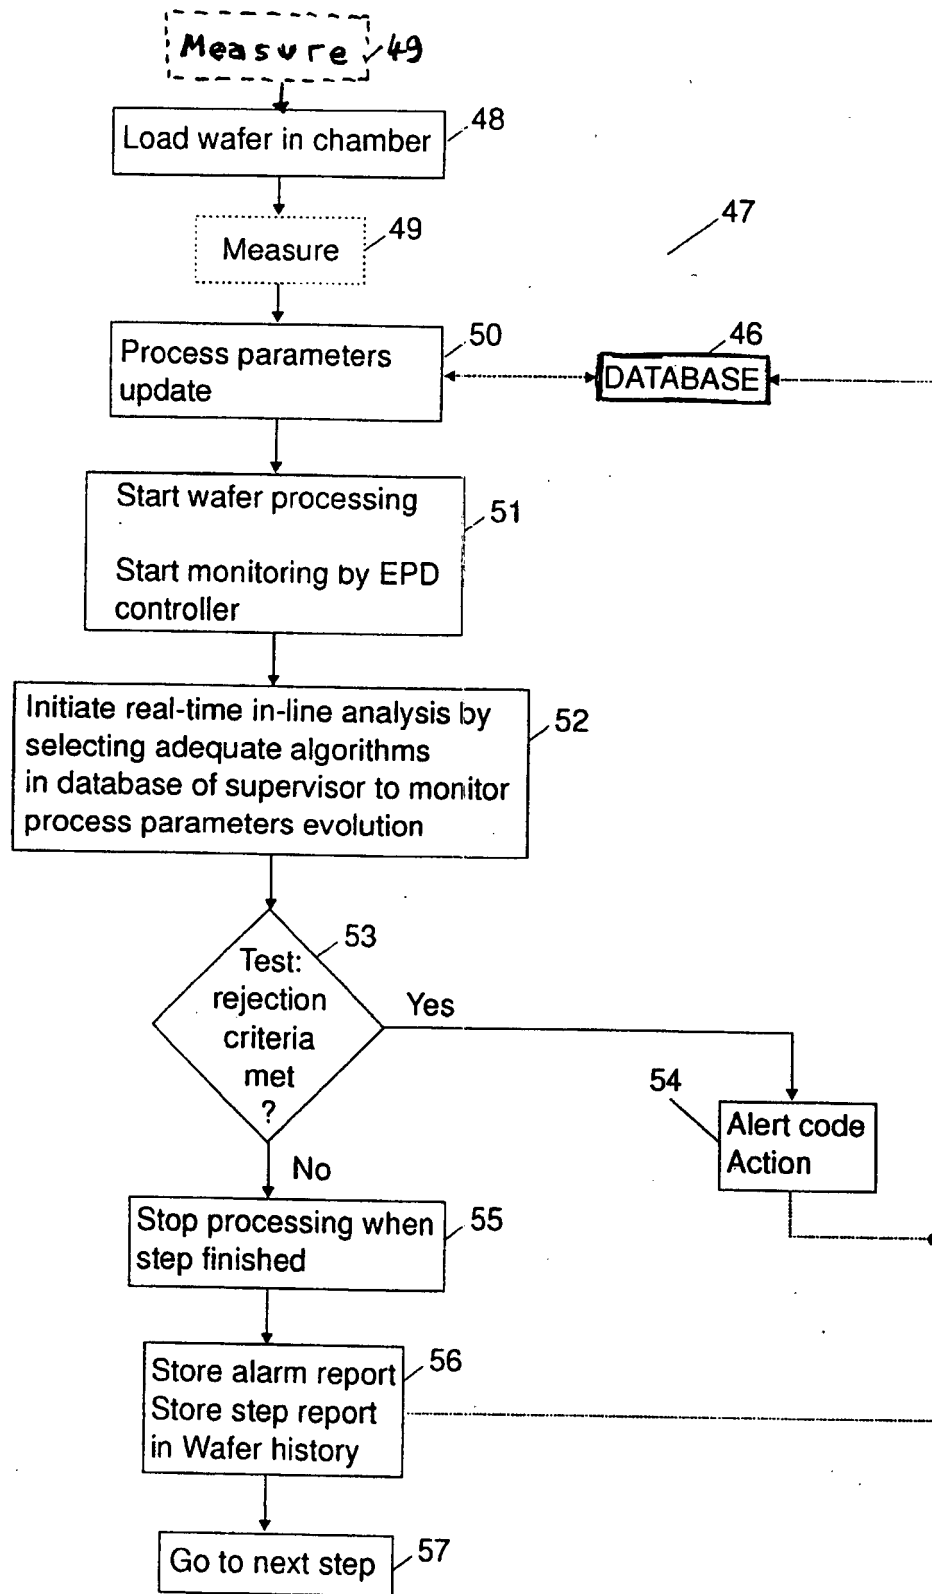 Measure 49
Load wafer in chamber 48
Measure 49
47
Process parameters
update
50
46
DATABASE
Start wafer processing
Start monitoring by EPD
controller
51
Initiate real-time in-line analysis by
selecting adequate algorithms
in database of supervisor to monitor
process parameters evolution
52
Test:
rejection
criteria
met
?
53
Yes
54
Alert code
Action
No
Stop processing when
step finished
55
Store alarm report
Store step report
in Wafer history
56
Go to next step 57